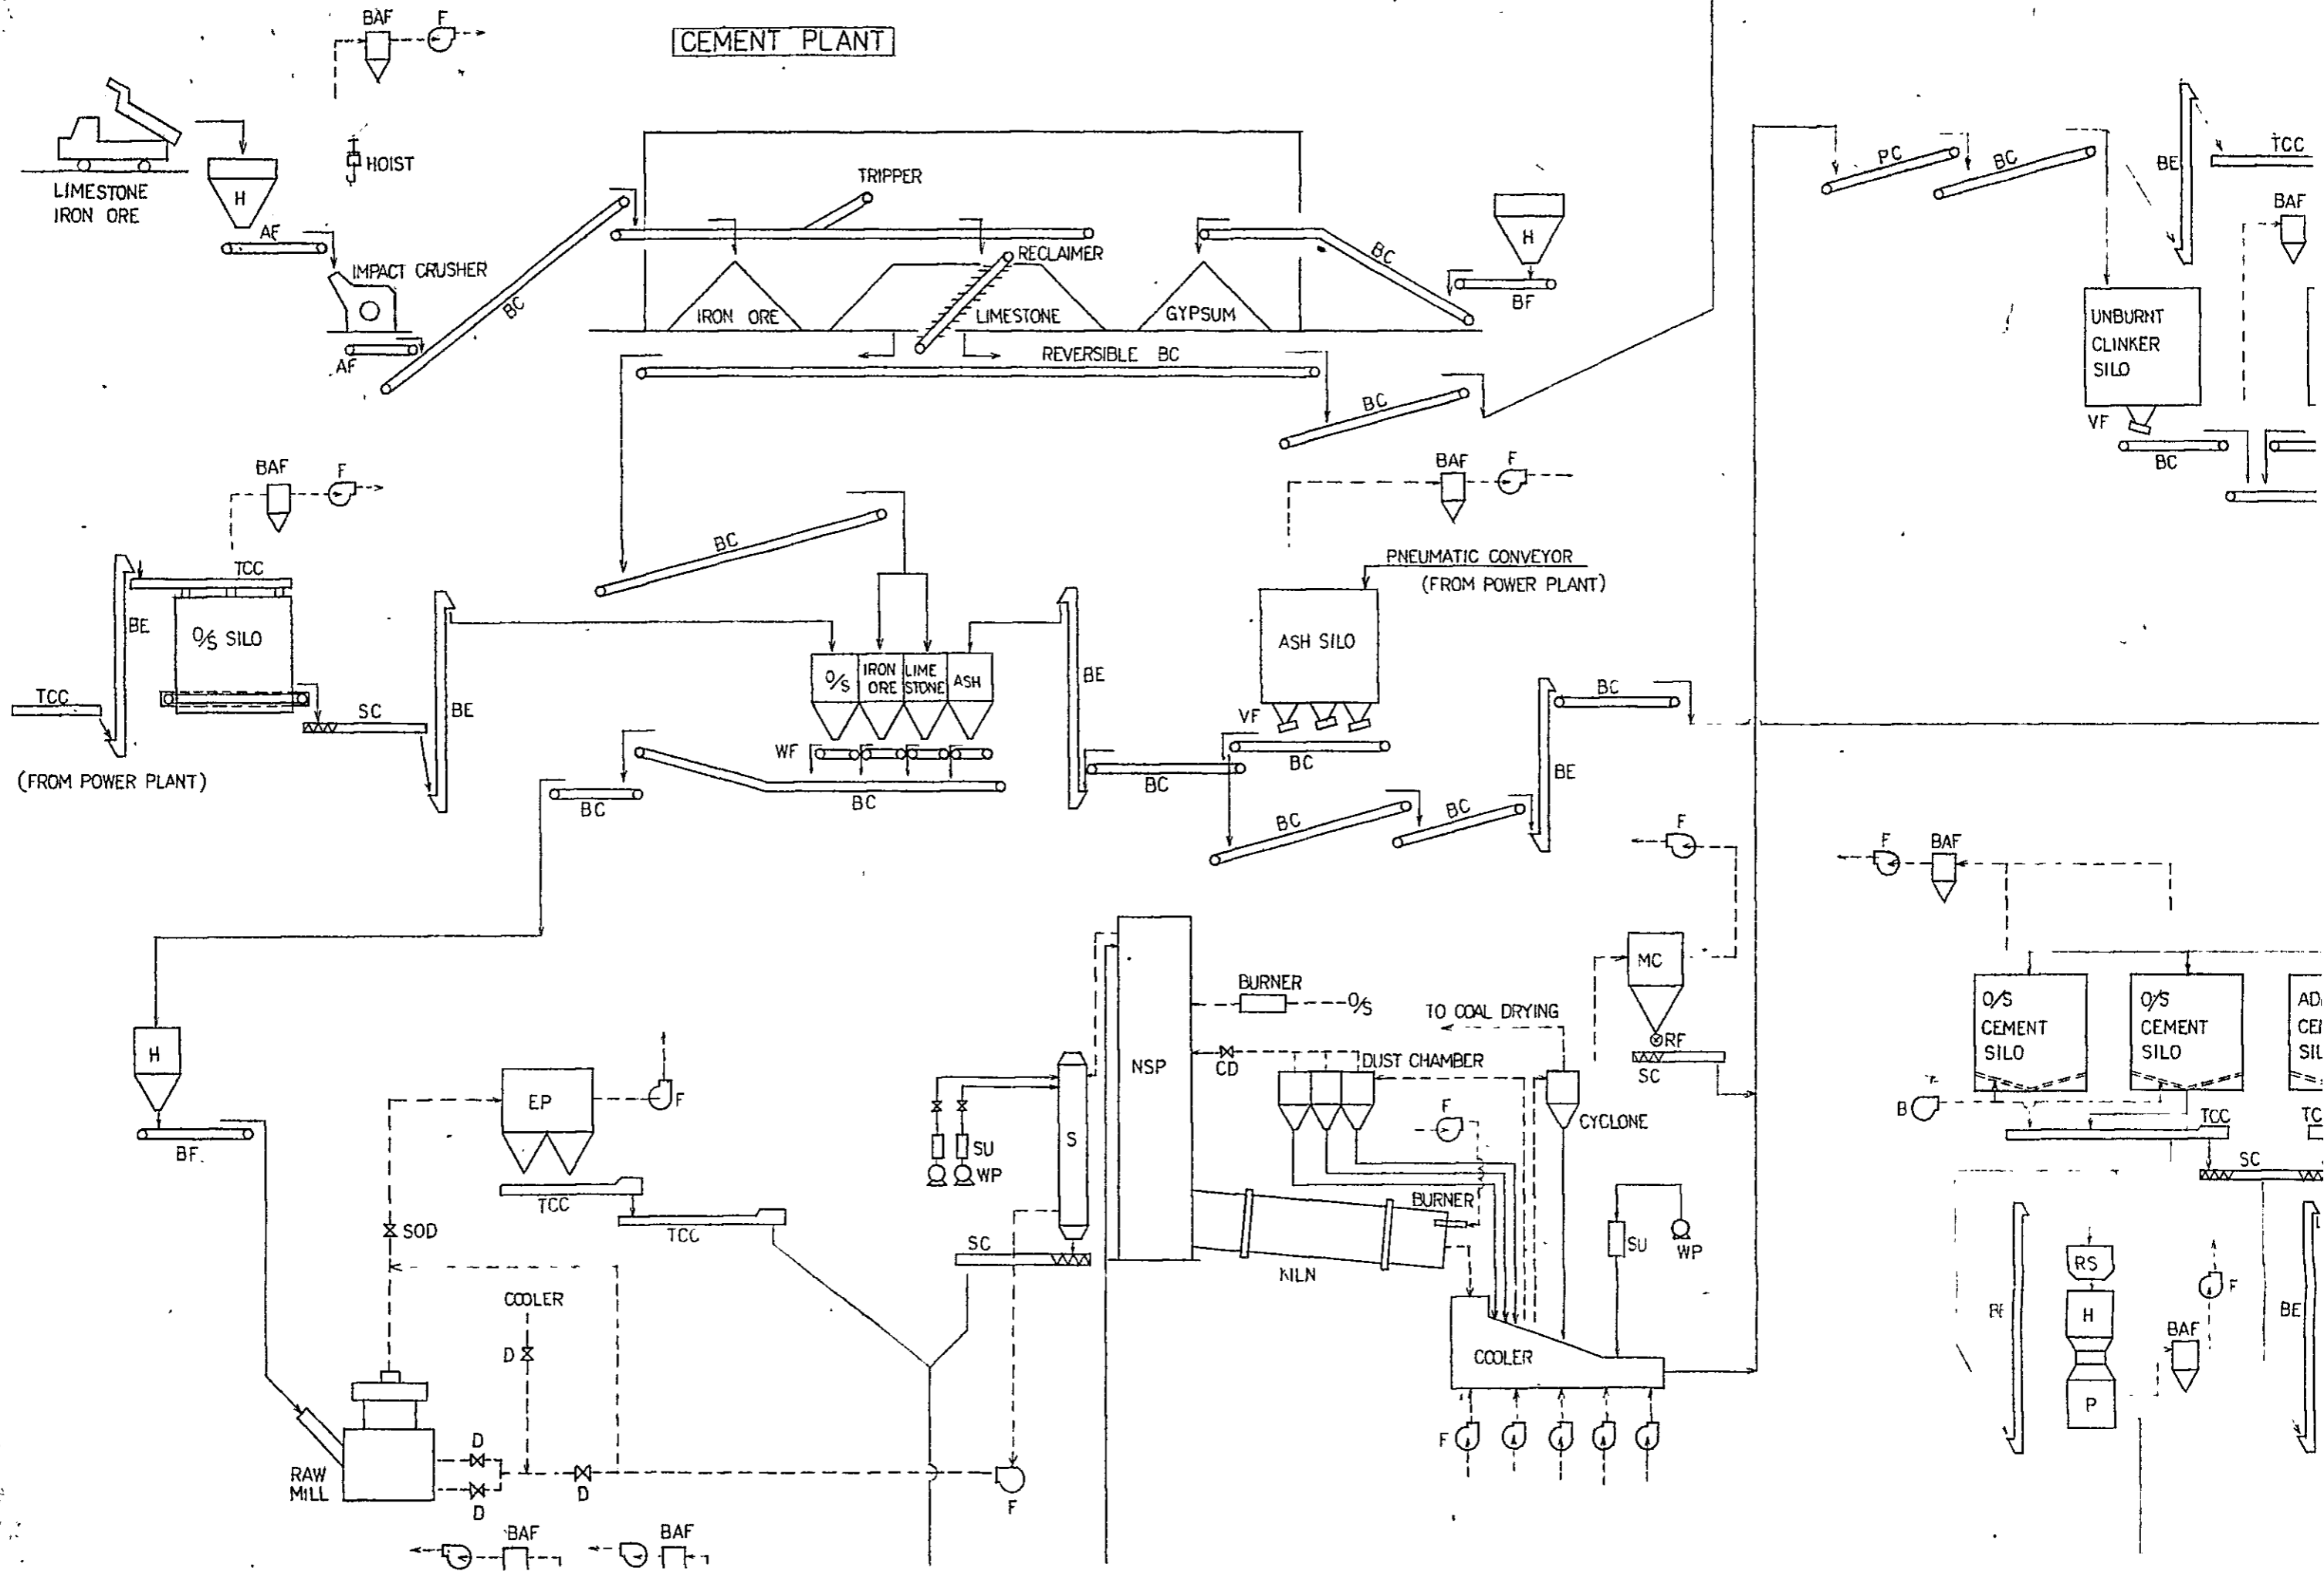 CEMENT PLANT
BAF
F
HOIST
LIMESTONE
IRON ORE
H
AF
IMPACT CRUSHER
AF
BC
TRIPPER
RECLAIMER
IRON ORE
LIMESTONE
GYPSUM
REVERSIBLE BC
BC
H
BF
BC
PC
BC
BE
TCC
BAF
UNBURNT
CLINKER
SILO
VF
BC
BAF
F
TCC
BE
O/S SILO
TCC
SC
BE
(FROM POWER PLANT)
BC
O/S
IRON
ORE
LIME
STONE
ASH
WF
BC
BC
BE
BAF
F
PNEUMATIC CONVEYOR
(FROM POWER PLANT)
ASH SILO
VF
BC
BC
BC
BC
BE
BC
F
MC
RF
SC
F
BAF
O/S
CEMENT
SILO
O/S
CEMENT
SILO
B
TCC
SC
BE
RS
H
P
BAF
F
BE
H
BF
EP
F
TCC
TCC
SOD
COOLER
D
RAW
MILL
D
D
D
F
BAF
BAF
SU
WP
S
SC
NSP
BURNER
O/S
CD
DUST CHAMBER
TO COAL DRYING
CYCLONE
F
BURNER
KILN
SU
WP
COOLER
F